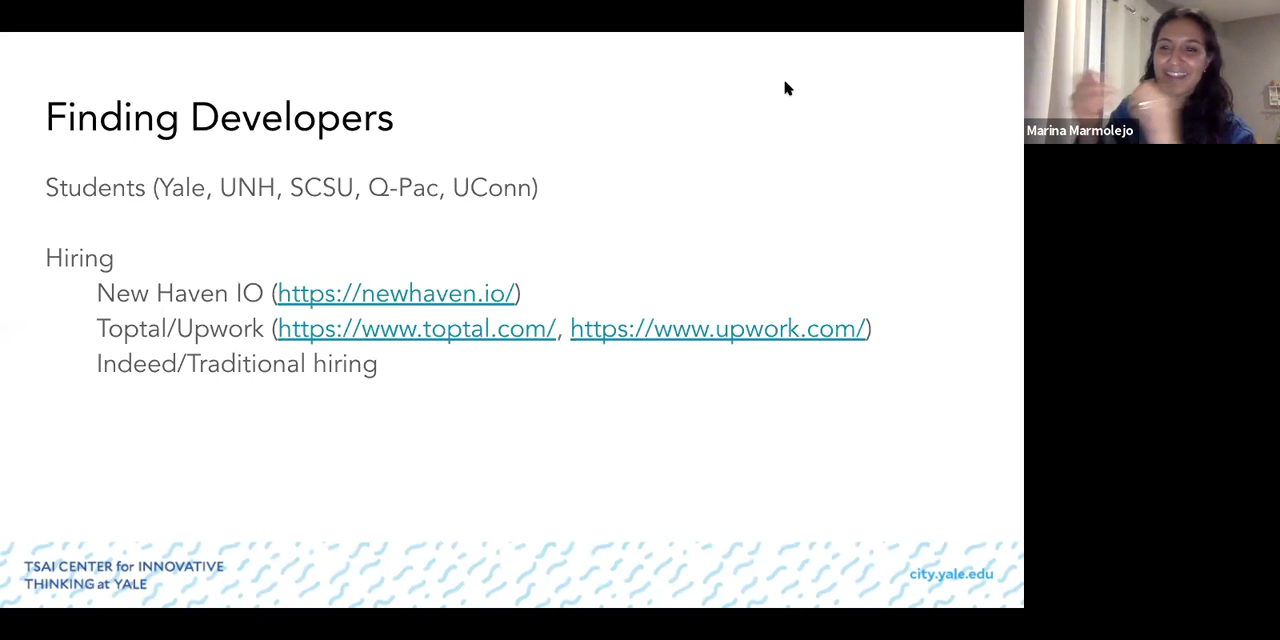 Finding Developers
Students (Yale, UNH, SCSU, Q-Pac, UConn)
Hiring
New Haven IO (https://newhaven.io/)
Toptal/Upwork (https://www.toptal.com/, https://www.upwork.com/)
Indeed/Traditional hiring
TSAI CENTER for INNOVATIVE
THINKING at YALE
city.yale.edu
Marina Marmolejo